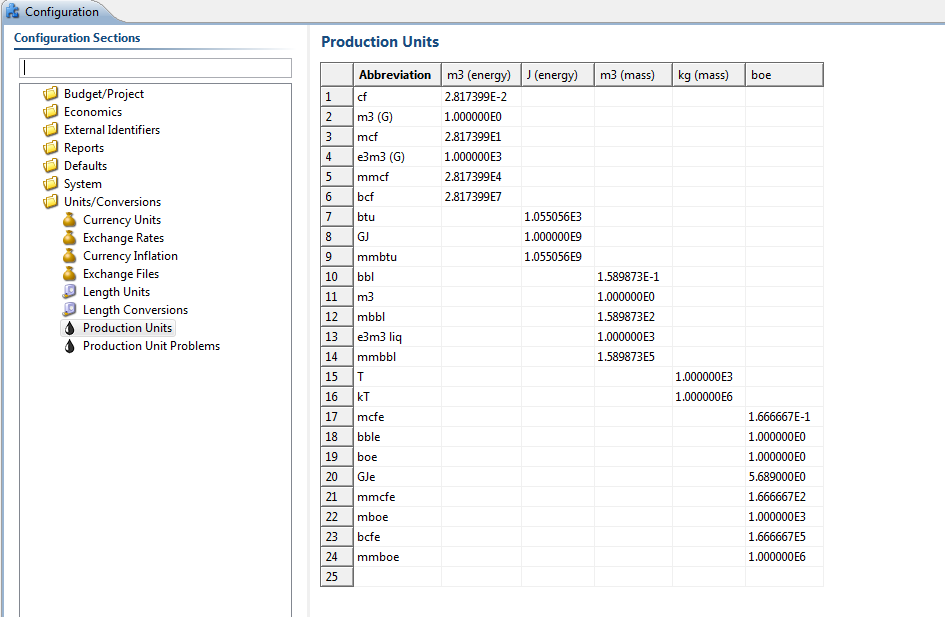 Configuration
Configuration Sections
Budget/Project
Economics
External Identifiers
Reports
Defaults
System
Units/Conversions
Currency Units
Exchange Rates
Currency Inflation
Exchange Files
Length Units
Length Conversions
Production Units
Production Unit Problems
Production Units
Abbreviation m3 (energy) J (energy) m3 (mass) kg (mass) boe
1 cf 2.817399E-2
2 m3 (G) 1.000000E0
3 mcf 2.817399E1
4 e3m3 (G) 1.000000E3
5 mmcf 2.817399E4
6 bcf 2.817399E7
7 btu 1.055056E3
8 GJ 1.000000E9
9 mmbtu 1.055056E9
10 bbl 1.589873E-1
11 m3 1.000000E0
12 mbbl 1.589873E2
13 e3m3 liq 1.000000E3
14 mmbbl 1.589873E5
15 T 1.000000E3
16 kT 1.000000E6
17 mcfe 1.666667E-1
18 bble 1.000000E0
19 boe 1.000000E0
20 GJe 5.689000E0
21 mmcfe 1.666667E2
22 mboe 1.000000E3
23 bcfe 1.666667E5
24 mmboe 1.000000E6
25